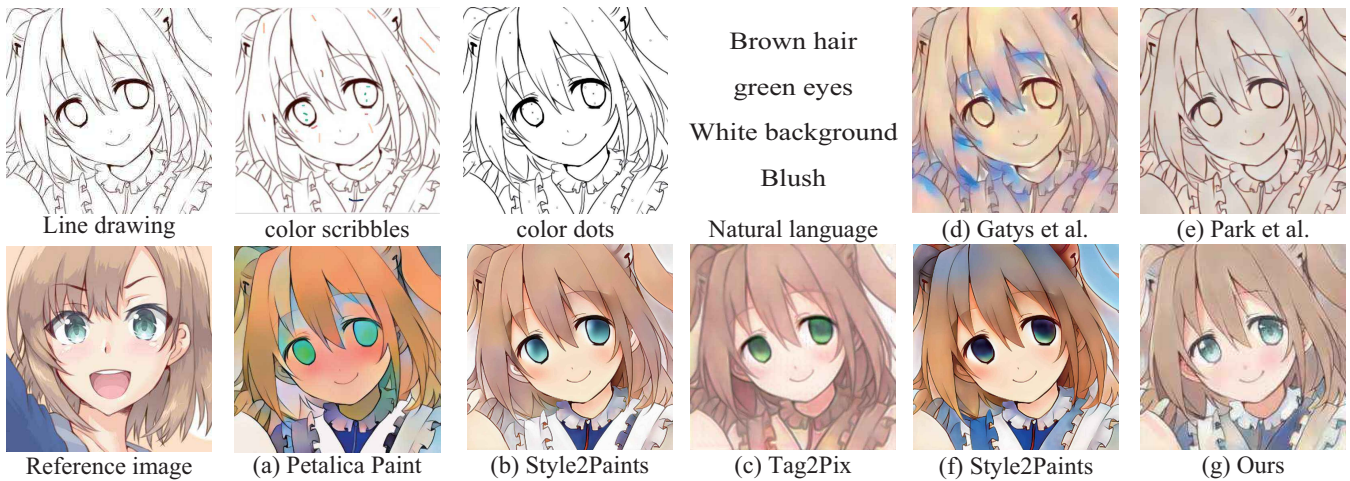 Brown hair
green eyes
White background
Blush
Line drawing
color scribbles
color dots
Natural language
(d) Gatys et al.
(e) Park et al.
Reference image
(a) Petalica Paint
(b) Style2Paints
(c) Tag2Pix
(f) Style2Paints
(g) Ours